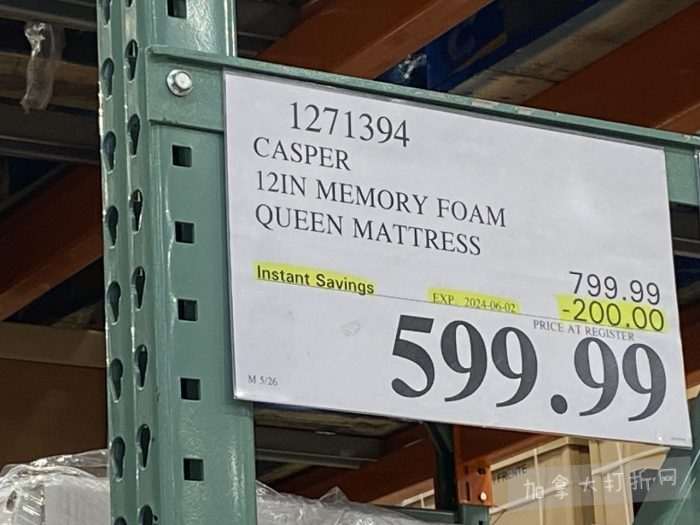 1271394
CASPER
12IN MEMORY FOAM
QUEEN MATTRESS
799.99
Instant Savings EXP. 2024-06-02 -200.00
PRICE AT REGISTER
599.99
M 5/26
FRONT
加拿大打折网